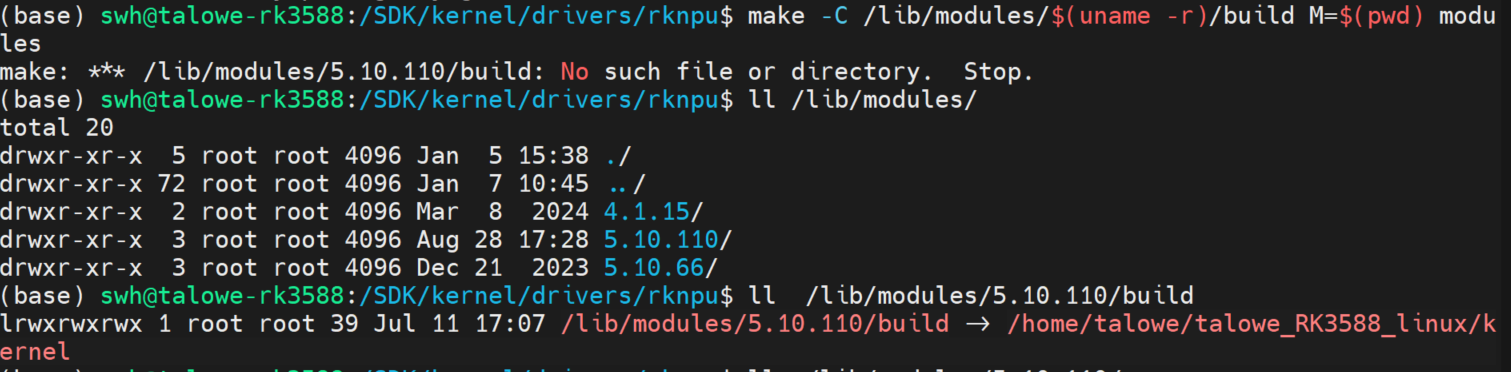 (base) swh@talowe-rk3588:/SDK/kernel/drivers/rknpu$ make -C /lib/modules/$(uname -r)/build M=$(pwd) modu
les
make: *** /lib/modules/5.10.110/build: No such file or directory.  Stop.
(base) swh@talowe-rk3588:/SDK/kernel/drivers/rknpu$ ll /lib/modules/
total 20
drwxr-xr-x  5 root root 4096 Jan  5 15:38 ./
drwxr-xr-x 72 root root 4096 Jan  7 10:45 ../
drwxr-xr-x  2 root root 4096 Mar  8  2024 4.1.15/
drwxr-xr-x  3 root root 4096 Aug 28 17:28 5.10.110/
drwxr-xr-x  3 root root 4096 Dec 21  2023 5.10.66/
(base) swh@talowe-rk3588:/SDK/kernel/drivers/rknpu$ ll  /lib/modules/5.10.110/build
lrwxrwxrwx 1 root root 39 Jul 11 17:07 /lib/modules/5.10.110/build -> /home/talowe/talowe_RK3588_linux/k
ernel